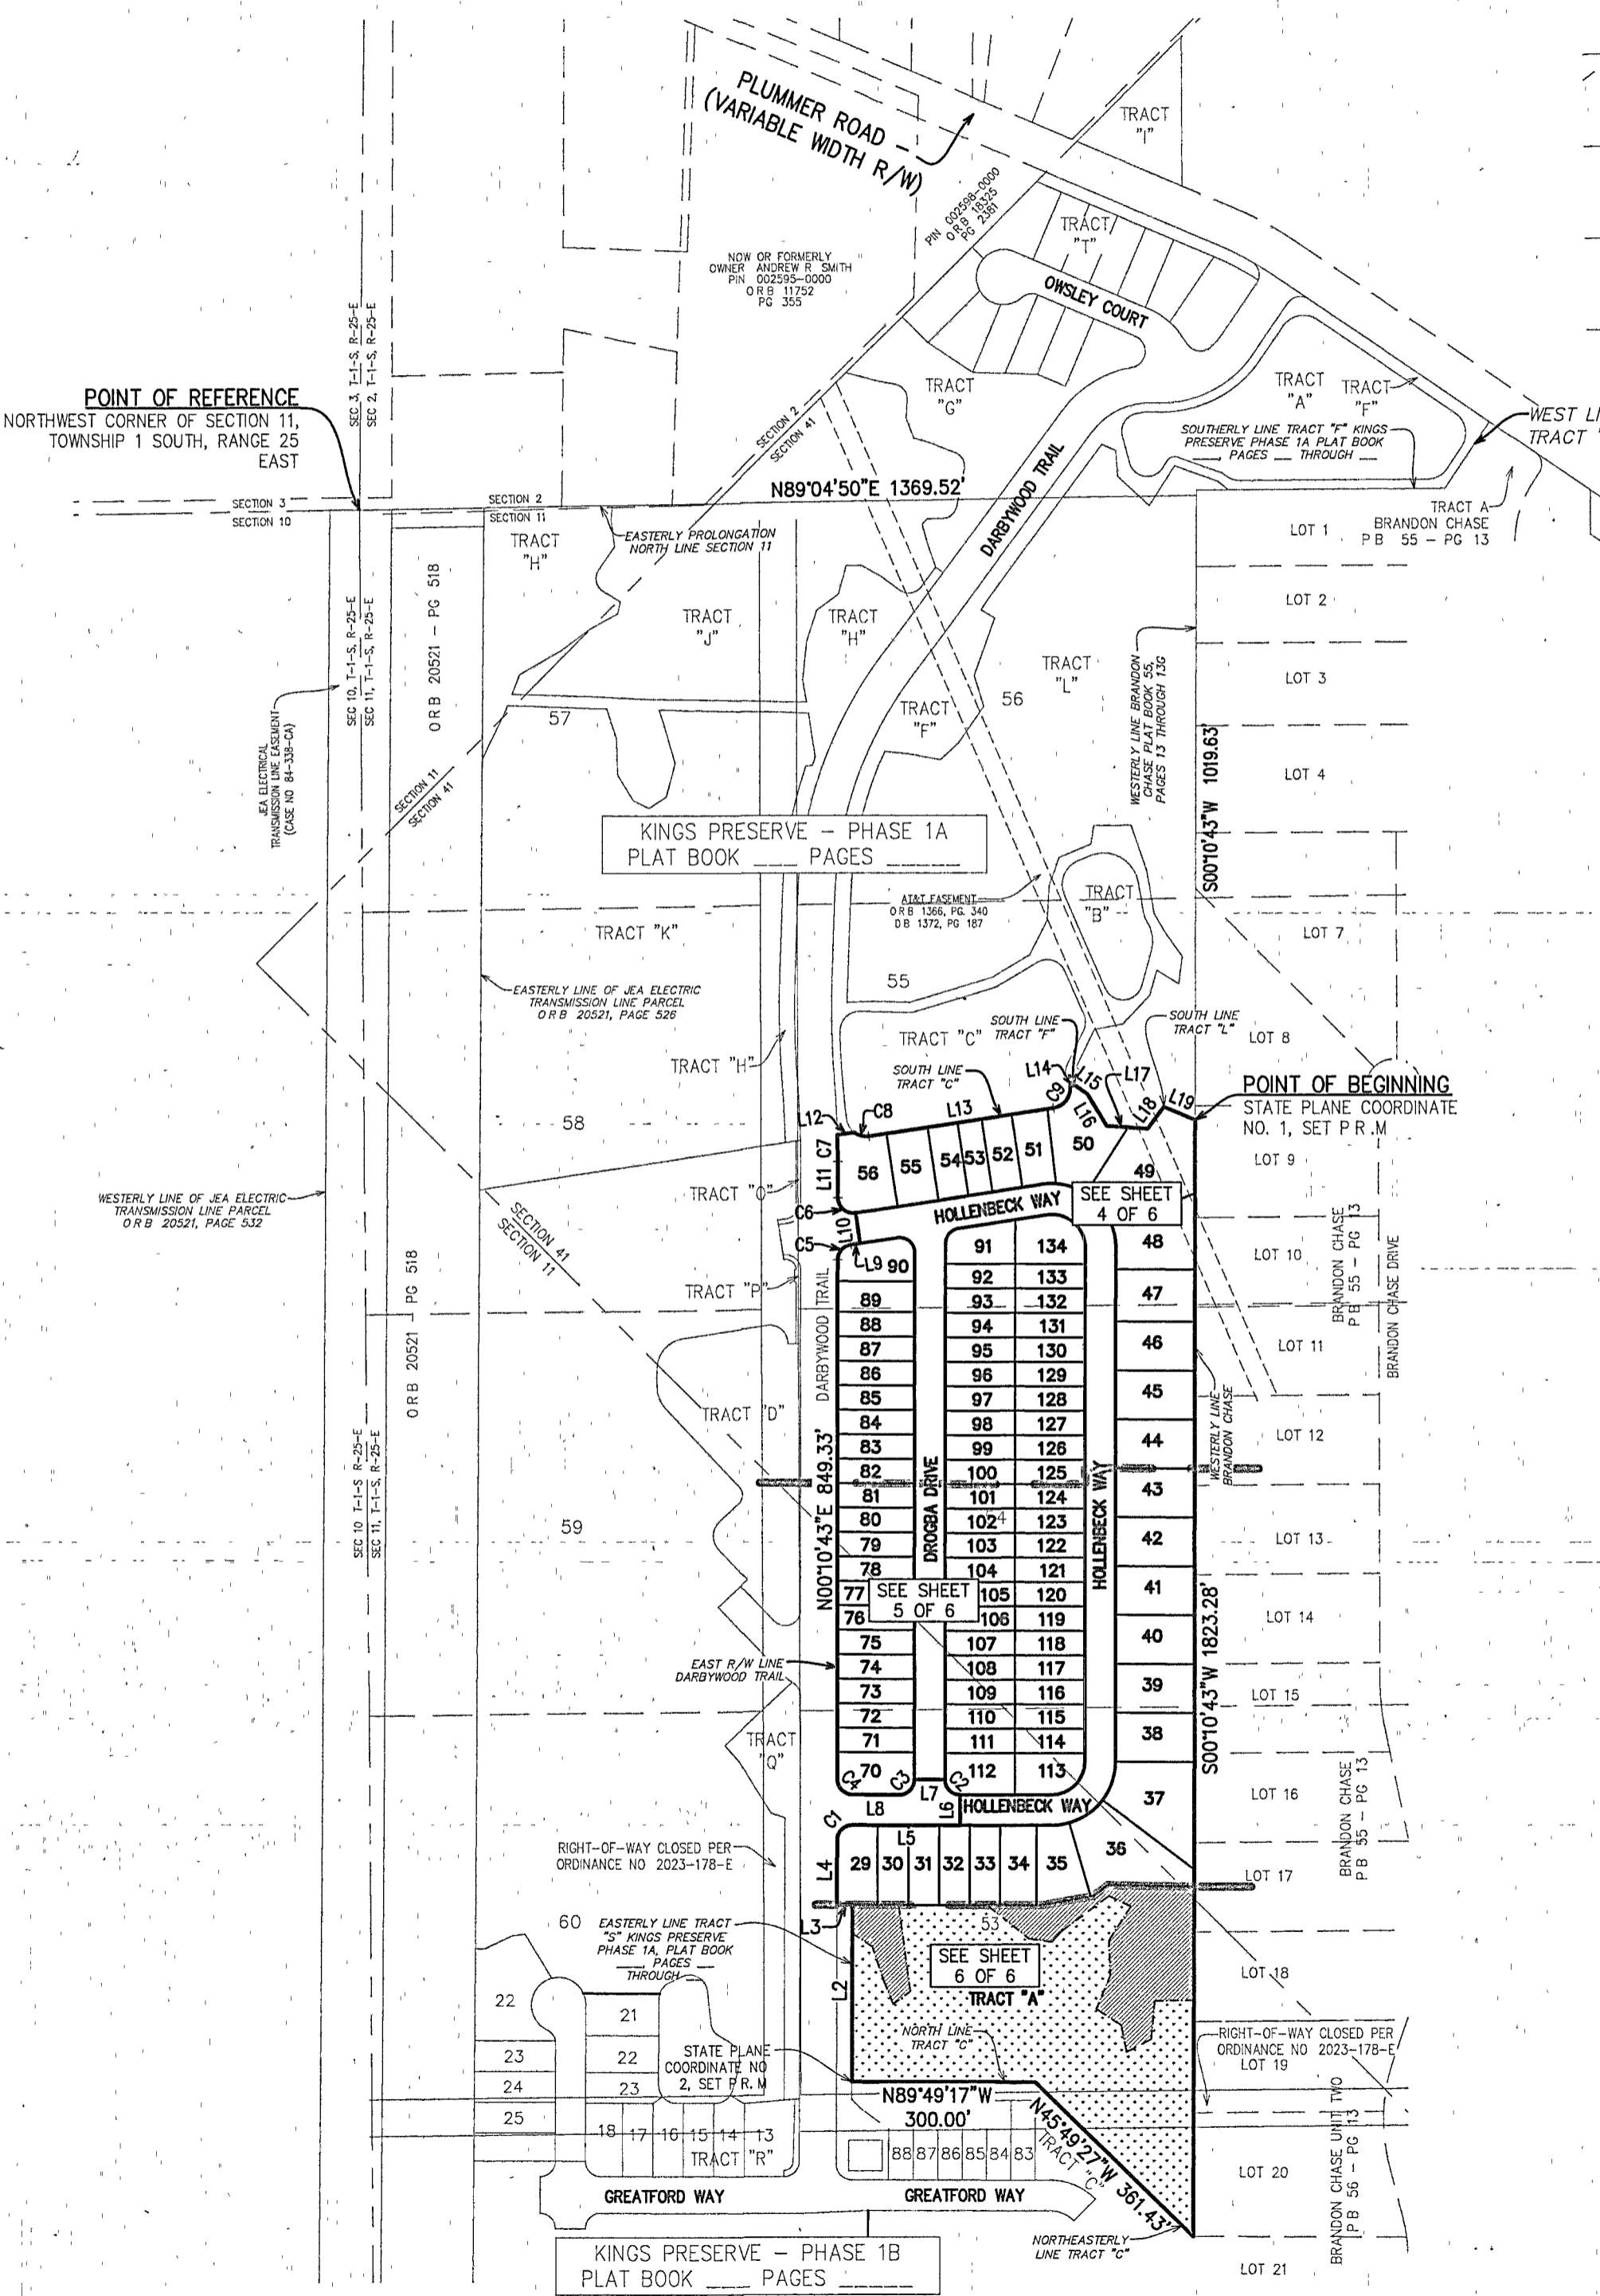 PLUMMER ROAD -
(VARIABLE WIDTH R/W)
TRACT
"I"
PIN 002598-0000
O R B 18325
PG 2381
TRACT
"T"
NOW OR FORMERLY
OWNER ANDREW R SMITH
PIN 002595-0000
O R B 11752
PG 355
OWSLEY COURT
SEC 3, T-1-S, R-25-E
SEC 2, T-1-S, R-25-E
POINT OF REFERENCE
NORTHWEST CORNER OF SECTION 11,
TOWNSHIP 1 SOUTH, RANGE 25
EAST
TRACT
"G"
TRACT
"A"
TRACT
"F"
WEST LI
TRACT "
SECTION 2
SECTION 41
SOUTHERLY LINE TRACT "F" KINGS
PRESERVE PHASE 1A PLAT BOOK
___, PAGES ___ THROUGH ___
N89°04'50"E 1369.52'
DARBYWOOD TRAIL
SECTION 3
SECTION 10
SECTION 2
SECTION 11
TRACT A
BRANDON CHASE
P B 55 - PG 13
EASTERLY PROLONGATION
NORTH LINE SECTION 11
TRACT
"H"
LOT 1
ORB 20521 - PG 518
SEC 10, T-1-S, R-25-E
SEC 11, T-1-S, R-25-E
LOT 2
TRACT
"J"
TRACT
"H"
TRACT
"L"
WESTERLY LINE BRANDON
CHASE PLAT BOOK 55,
PAGES 13 THROUGH 13G
LOT 3
57
TRACT
"F"
56
JEA ELECTRICAL
TRANSMISSION LINE EASEMENT
(CASE NO 84-338-CA)
S00°10'43"W 1019.63'
LOT 4
SECTION 11
SECTION 41
KINGS PRESERVE - PHASE 1A
PLAT BOOK ___ PAGES _____
AT&T EASEMENT
O R B 1366, PG. 340
D B 1372, PG 187
TRACT
"B"
TRACT "K"
LOT 7
55
EASTERLY LINE OF JEA ELECTRIC
TRANSMISSION LINE PARCEL
O R B 20521, PAGE 526
TRACT "C"
SOUTH LINE
TRACT "F"
SOUTH LINE
TRACT "L"
LOT 8
TRACT "H"
SOUTH LINE
TRACT "C"
L14
L15
L17
C9
L16
L18
L19
POINT OF BEGINNING
STATE PLANE COORDINATE
NO. 1, SET P R.M
L12
C8
L13
58
L11 C7
56
55
54
53
52
51
50
49
LOT 9
TRACT "O"
WESTERLY LINE OF JEA ELECTRIC
TRANSMISSION LINE PARCEL
O R B 20521, PAGE 532
C6
L10
HOLLENBECK WAY
SEE SHEET
4 OF 6
SECTION 41
SECTION 11
C5
L9
90
91
134
48
LOT 10
BRANDON CHASE
P B 55 - PG 13
BRANDON CHASE DRIVE
ORB 20521 - PG 518
TRACT "P"
DARBYWOOD TRAIL
92
133
89
93
132
47
88
94
131
87
95
130
46
LOT 11
86
96
129
85
97
128
45
WESTERLY LINE
BRANDON CHASE
TRACT "D"
84
98
127
44
LOT 12
83
99
126
82
100
125
N00°10'43"E 849.33'
DROGBA DRIVE
HOLLENBECK WAY
81
101
124
43
SEC 10 T-1-S R-25-E
SEC 11, T-1-S, R-25-E
59
80
102
4
123
79
103
122
42
LOT 13
78
104
121
77
SEE SHEET
5 OF 6
105
120
41
76
106
119
LOT 14
S00°10'43"W 1823.28'
75
107
118
40
EAST R/W LINE
DARBYWOOD TRAIL
74
108
117
73
109
116
39
LOT 15
72
110
115
TRACT
"Q"
71
111
114
38
C4
70
C3
C2
112
113
37
LOT 16
BRANDON CHASE
P B 55 - PG 13
L7
C1
L8
L6
HOLLENBECK WAY
L5
36
RIGHT-OF-WAY CLOSED PER
ORDINANCE NO 2023-178-E
L4
29
30
31
32
33
34
35
LOT 17
60
L3
53
EASTERLY LINE TRACT
"S" KINGS PRESERVE
PHASE 1A, PLAT BOOK
___, PAGES ___
THROUGH ___
SEE SHEET
6 OF 6
TRACT "A"
LOT 18
22
21
L2
NORTH LINE
TRACT "C"
RIGHT-OF-WAY CLOSED PER
ORDINANCE NO 2023-178-E
LOT 19
23
22
STATE PLANE
COORDINATE NO
2, SET P.R.M
24
23
N89°49'17"W
300.00'
25
18
17
16
15
14
13
TRACT "R"
88
87
86
85
84
83
TRACT "C"
N45°49'27"W 361.43'
LOT 20
BRANDON CHASE UNIT TWO
P B 56 - PG 13
GREATFORD WAY
GREATFORD WAY
NORTHEASTERLY
LINE TRACT "C"
KINGS PRESERVE - PHASE 1B
PLAT BOOK ___ PAGES _____
LOT 21